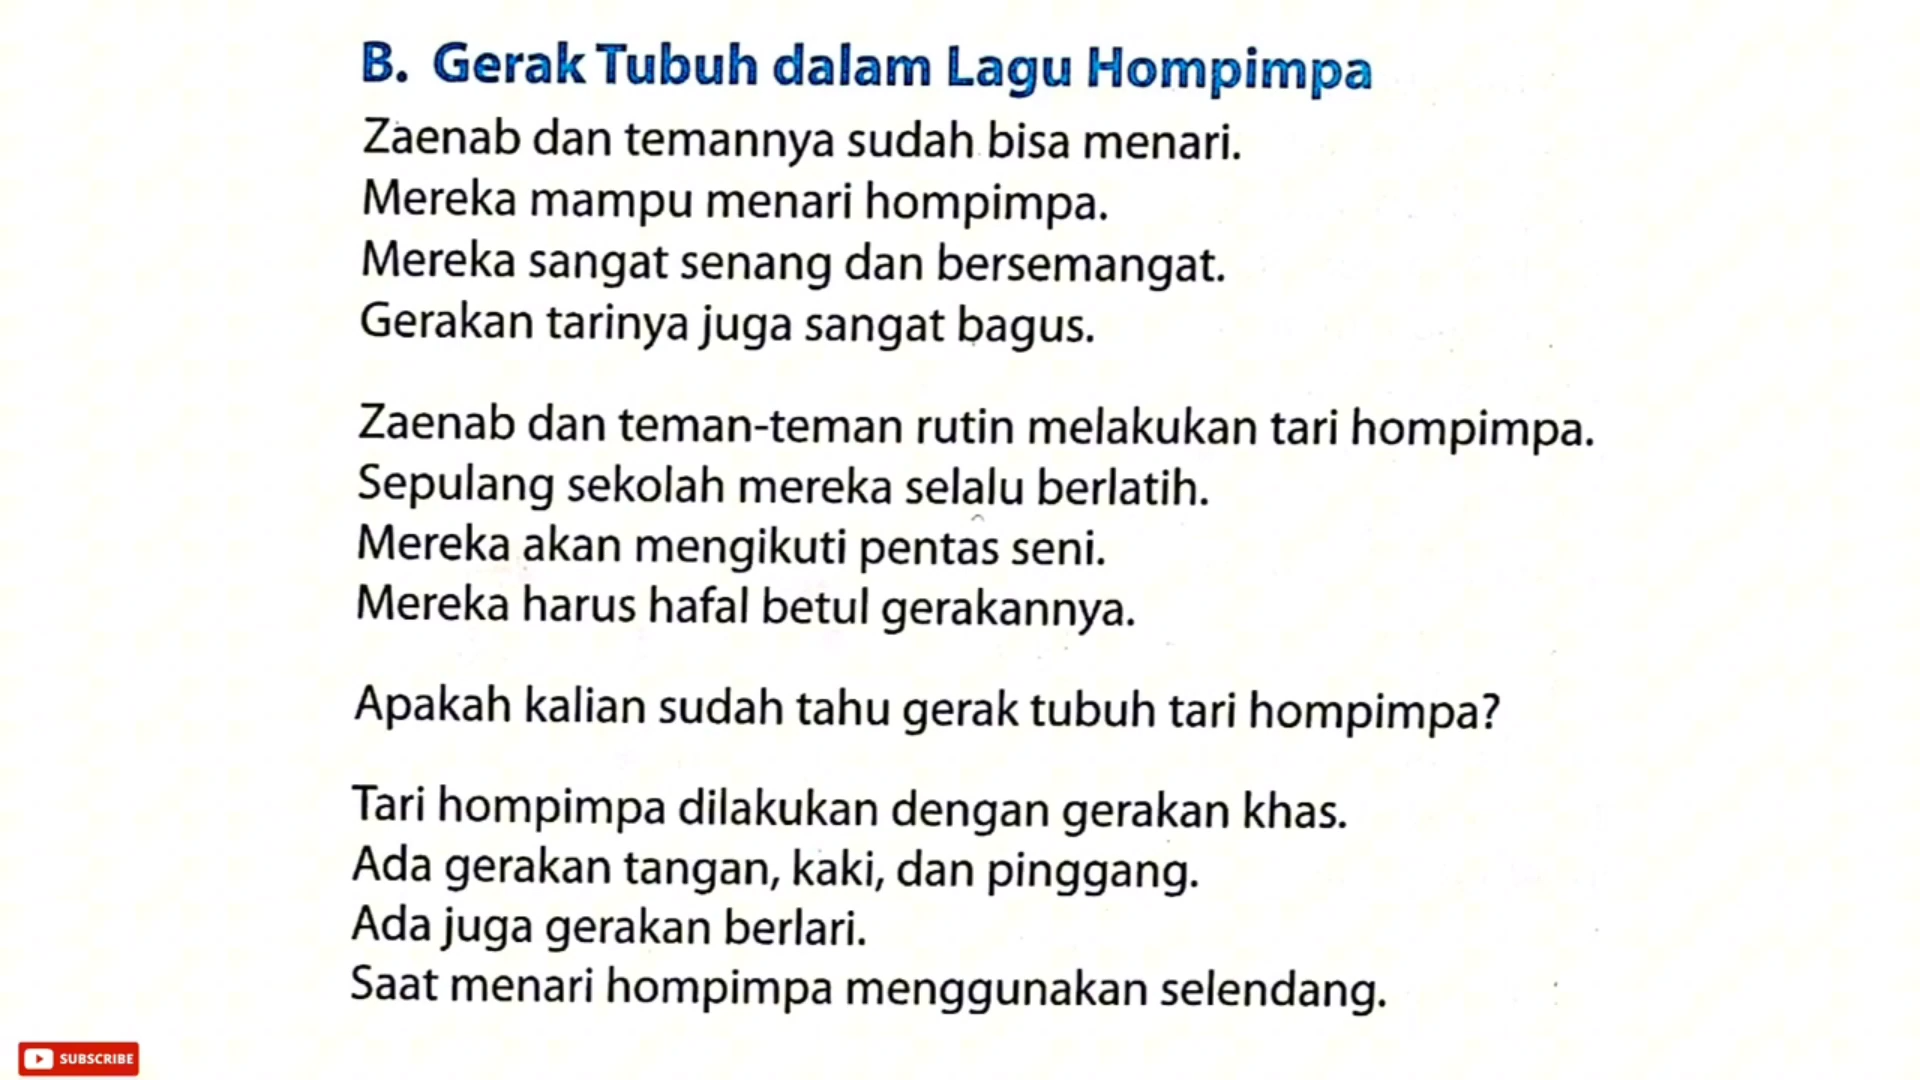 B. Gerak Tubuh dalam Lagu Hompimpa
Zaenab dan temannya sudah bisa menari.
Mereka mampu menari hompimpa.
Mereka sangat senang dan bersemangat.
Gerakan tarinya juga sangat bagus.
Zaenab dan teman-teman rutin melakukan tari hompimpa.
Sepulang sekolah mereka selalu berlatih.
Mereka akan mengikuti pentas seni.
Mereka harus hafal betul gerakannya.
Apakah kalian sudah tahu gerak tubuh tari hompimpa?
Tari hompimpa dilakukan dengan gerakan khas.
Ada gerakan tangan, kaki, dan pinggang.
Ada juga gerakan berlari.
Saat menari hompimpa menggunakan selendang.
SUBSCRIBE